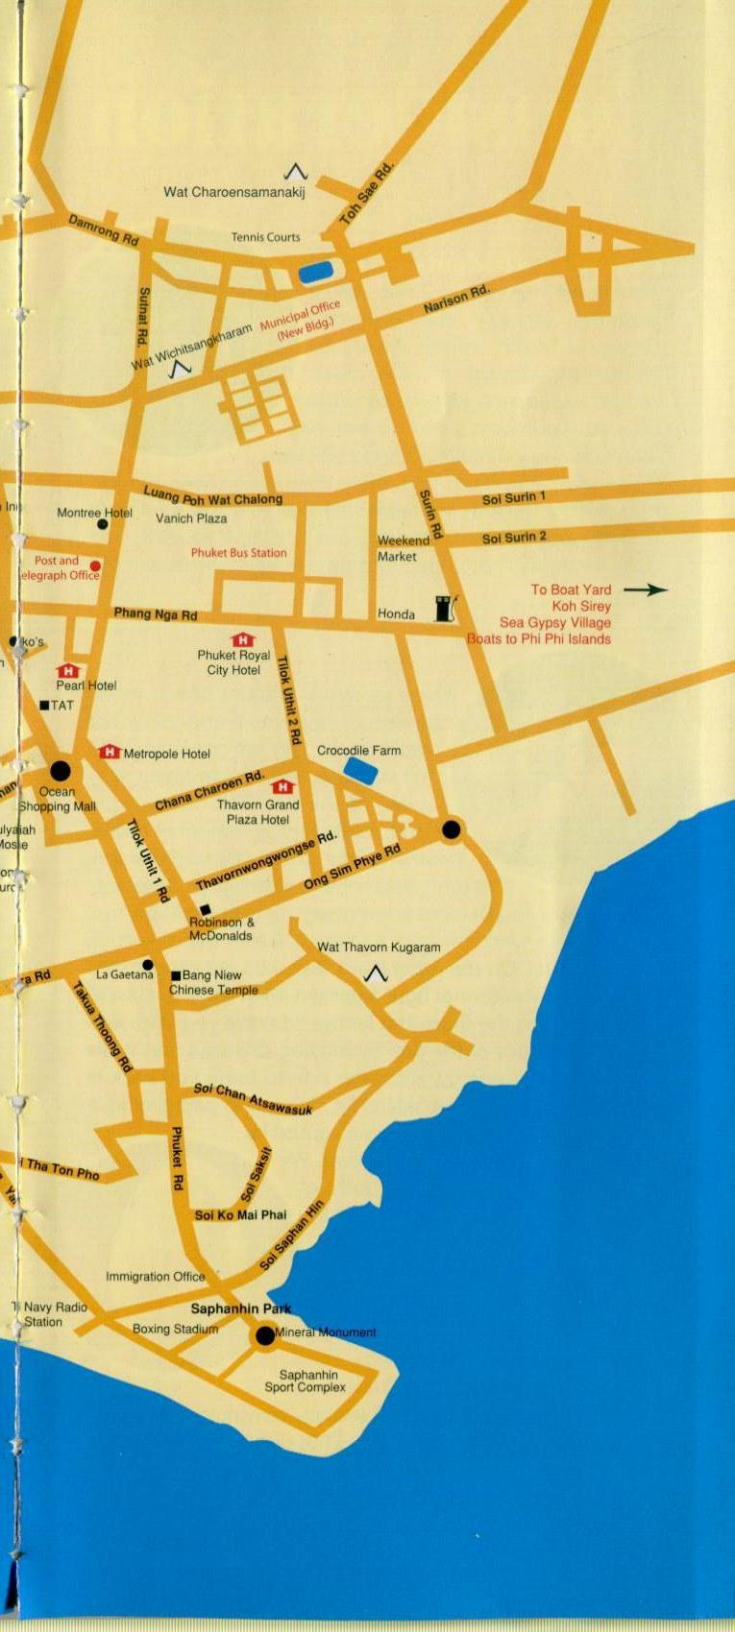 Wat Charoensamanakij
Toh Sae Rd.
Damrong Rd
Tennis Courts
Sutnat Rd.
Municipal Office
(New Bldg.)
Narison Rd.
Wat Wichitsangkharam
Luang Poh Wat Chalong
Soi Surin 1
Montree Hotel
Vanich Plaza
Surin Rd
Soi Surin 2
Weekend
Market
Phuket Bus Station
Post and
elegraph Office
To Boat Yard
Koh Sirey
Sea Gypsy Village
Boats to Phi Phi Islands
Phang Nga Rd
Honda
ko's
H
Phuket Royal
City Hotel
H
Pearl Hotel
Tilok Uthit 2 Rd
TAT
H
Metropole Hotel
Crocodile Farm
Ocean
Shopping Mall
Chana Charoen Rd.
H
Thavorn Grand
Plaza Hotel
Tilok Uthit 1 Rd
Thavornwongwongse Rd.
Ong Sim Phye Rd
Robinson &
McDonalds
Wat Thavorn Kugaram
a Rd
La Gaetana
Bang Niew
Chinese Temple
Takua Thoong Rd
Soi Chan Atsawasuk
Phuket Rd
Soi Saksit
i Tha Ton Pho
Soi Ko Mai Phai
Soi Saphan Hin
Immigration Office
Navy Radio
Station
Saphanhin Park
Boxing Stadium
Mineral Monument
Saphanhin
Sport Complex